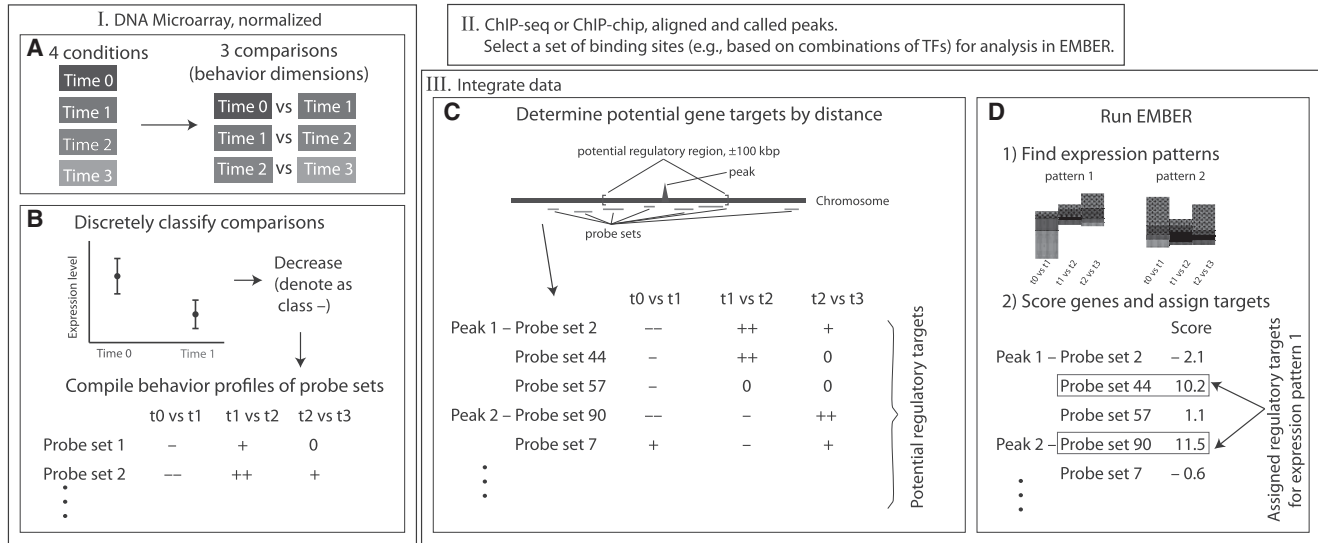 I. DNA Microarray, normalized
A 4 conditions
Time 0
Time 1
Time 2
Time 3
3 comparisons
(behavior dimensions)
Time 0 vs Time 1
Time 1 vs Time 2
Time 2 vs Time 3
B Discretely classify comparisons
Expression level
Time 0 Time 1
Decrease
(denote as
class –)
Compile behavior profiles of probe sets
t0 vs t1 t1 vs t2 t2 vs t3
Probe set 1 – + 0
Probe set 2 –– ++ +
II. ChIP-seq or ChIP-chip, aligned and called peaks.
Select a set of binding sites (e.g., based on combinations of TFs) for analysis in EMBER.
III. Integrate data
C Determine potential gene targets by distance
potential regulatory region, ±100 kbp
peak
Chromosome
probe sets
t0 vs t1 t1 vs t2 t2 vs t3
Peak 1 – Probe set 2 –– ++ +
Probe set 44 – ++ 0
Probe set 57 – 0 0
Peak 2 – Probe set 90 –– – ++
Probe set 7 + – +
Potential regulatory targets
D Run EMBER
1) Find expression patterns
pattern 1 pattern 2
t0 vs t1 t1 vs t2 t2 vs t3 t0 vs t1 t1 vs t2 t2 vs t3
2) Score genes and assign targets
Score
Peak 1 – Probe set 2 – 2.1
Probe set 44 10.2
Probe set 57 1.1
Peak 2 – Probe set 90 11.5
Probe set 7 – 0.6
Assigned regulatory targets
for expression pattern 1